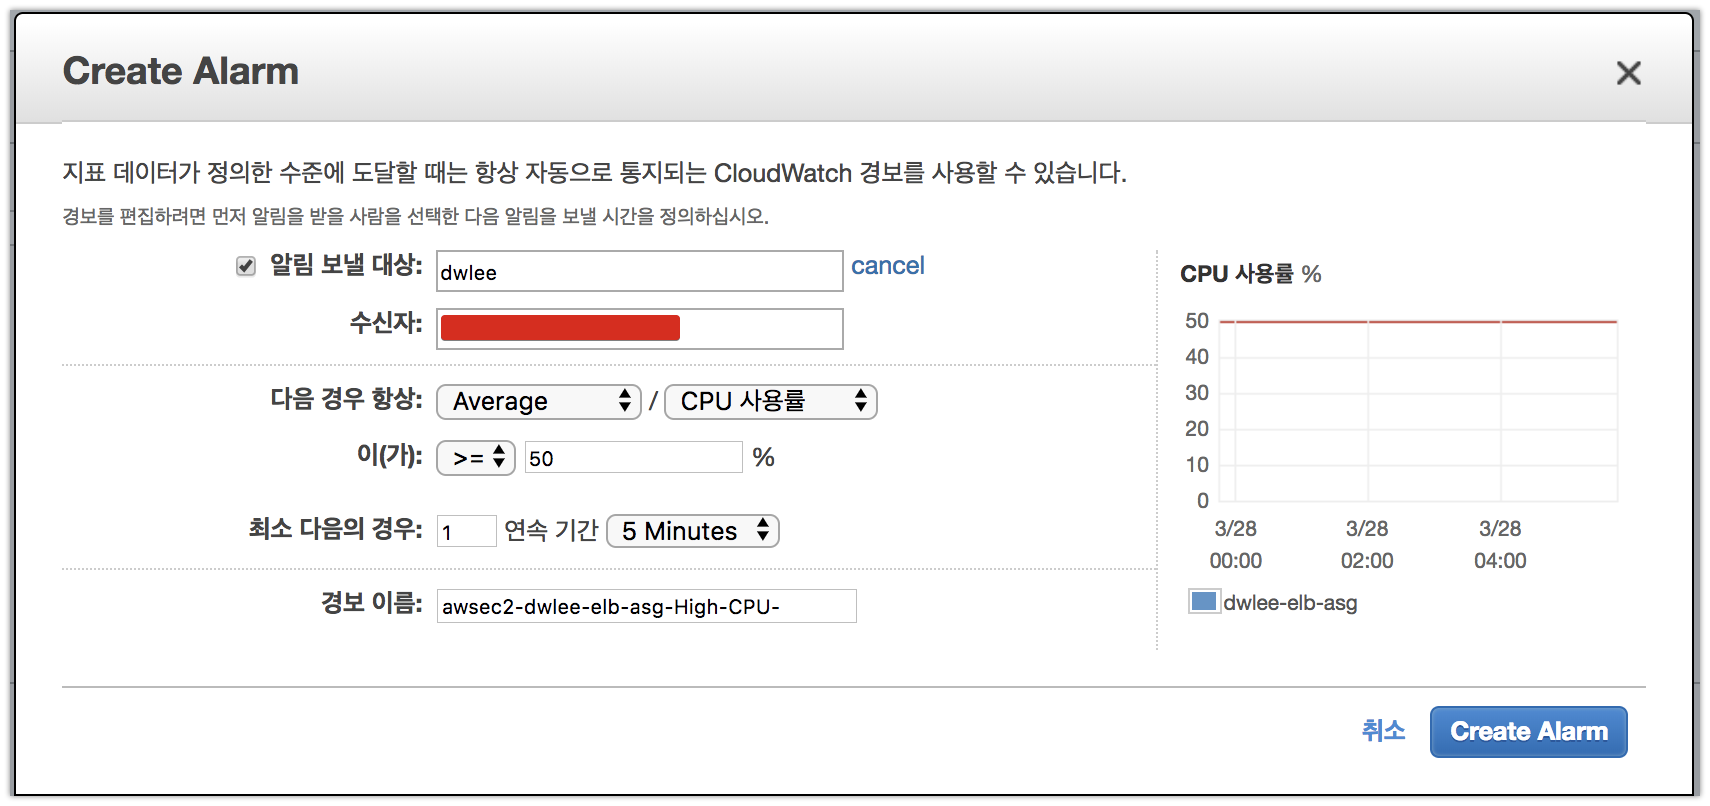 Create Alarm
지표 데이터가 정의한 수준에 도달할 때는 항상 자동으로 통지되는 CloudWatch 경보를 사용할 수 있습니다.
경보를 편집하려면 먼저 알림을 받을 사람을 선택한 다음 알림을 보낼 시간을 정의하십시오.
알림 보낼 대상: dwlee cancel
수신자:
다음 경우 항상: Average / CPU 사용률
이(가): >= 50 %
최소 다음의 경우: 1 연속 기간 5 Minutes
경보 이름: awsec2-dwlee-elb-asg-High-CPU-
CPU 사용률 %
50
40
30
20
10
0
3/28 3/28 3/28
00:00 02:00 04:00
dwlee-elb-asg
취소 Create Alarm